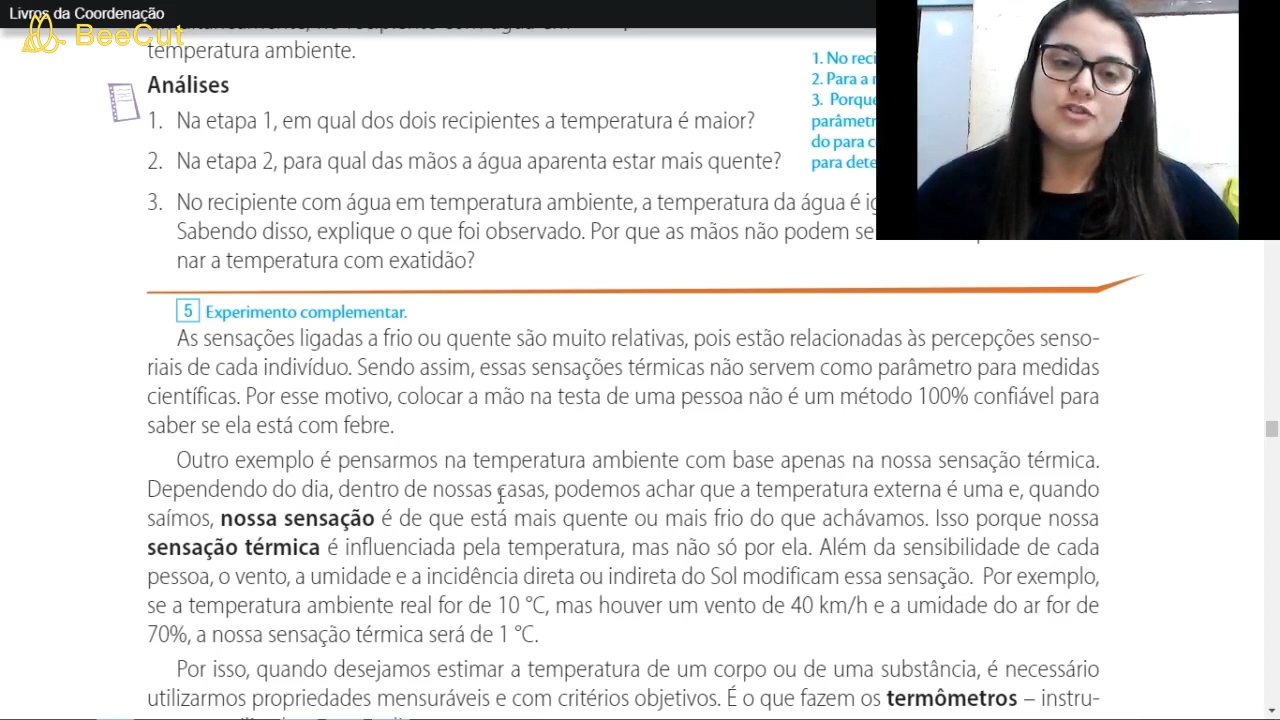 Livros da Coordenação
BeeCut
temperatura ambiente.
Análises
1. Na etapa 1, em qual dos dois recipientes a temperatura é maior?
2. Na etapa 2, para qual das mãos a água aparenta estar mais quente?
3. No recipiente com água em temperatura ambiente, a temperatura da água é
Sabendo disso, explique o que foi observado. Por que as mãos não podem
nar a temperatura com exatidão?
1. No
2. Para a
3. Porque
do para
para
5 Experimento complementar.
As sensações ligadas a frio ou quente são muito relativas, pois estão relacionadas às percepções senso-
riais de cada indivíduo. Sendo assim, essas sensações térmicas não servem como parâmetro para medidas
científicas. Por esse motivo, colocar a mão na testa de uma pessoa não é um método 100% confiável para
saber se ela está com febre.
Outro exemplo é pensarmos na temperatura ambiente com base apenas na nossa sensação térmica.
Dependendo do dia, dentro de nossas casas, podemos achar que a temperatura externa é uma e, quando
saímos, nossa sensação é de que está mais quente ou mais frio do que achávamos. Isso porque nossa
sensação térmica é influenciada pela temperatura, mas não só por ela. Além da sensibilidade de cada
pessoa, o vento, a umidade e a incidência direta ou indireta do Sol modificam essa sensação. Por exemplo,
se a temperatura ambiente real for de 10 °C, mas houver um vento de 40 km/h e a umidade do ar for de
70%, a nossa sensação térmica será de 1 °C.
Por isso, quando desejamos estimar a temperatura de um corpo ou de uma substância, é necessário
utilizarmos propriedades mensuráveis e com critérios objetivos. É o que fazem os termômetros – instru-